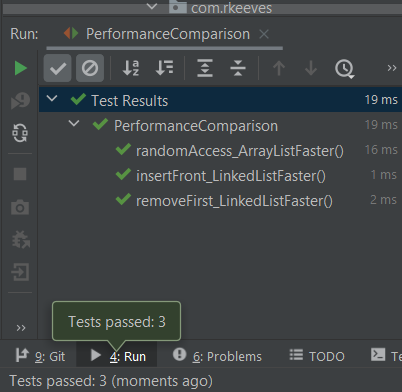 com.rkeeves
Run: PerformanceComparison
Test Results 19 ms
PerformanceComparison 19 ms
randomAccess_ArrayListFaster() 16 ms
insertFront_LinkedListFaster() 1 ms
removeFirst_LinkedListFaster() 2 ms
Tests passed: 3
9: Git 4: Run 6: Problems TODO Te
Tests passed: 3 (moments ago)